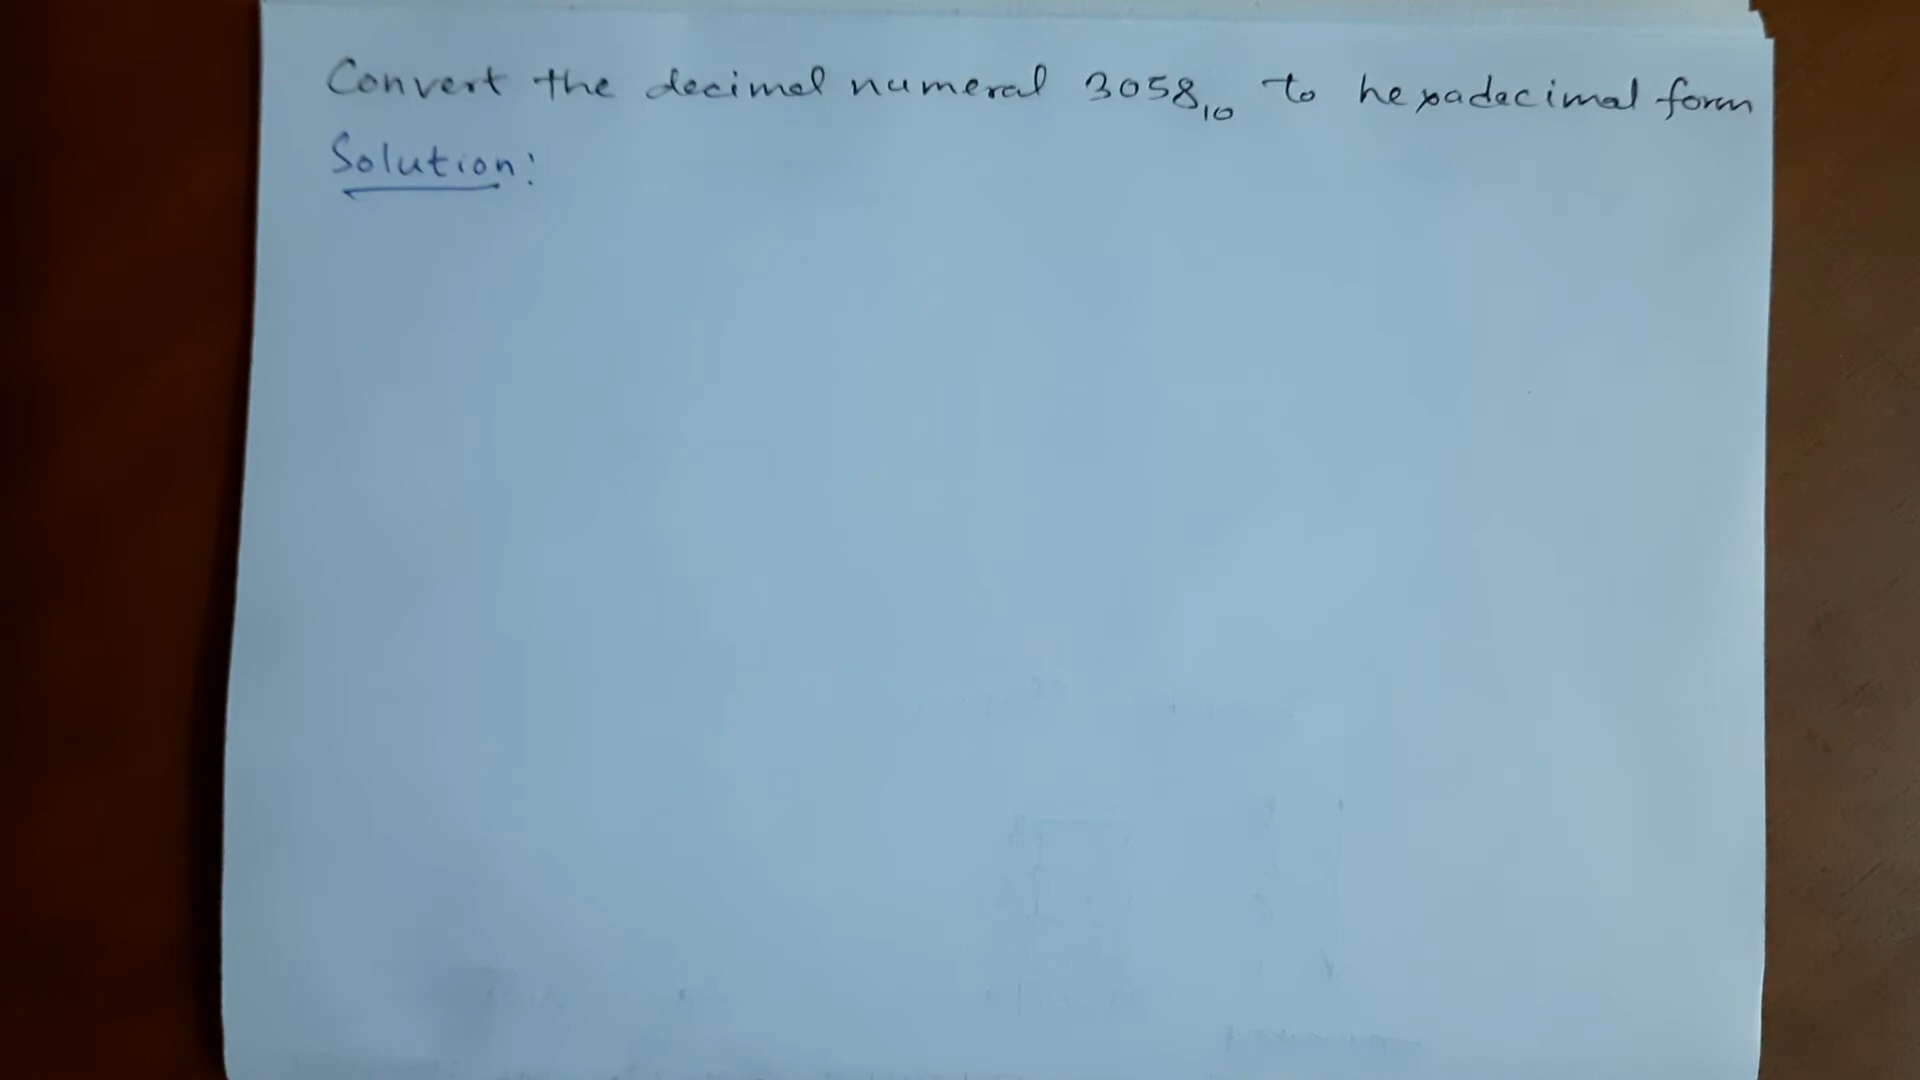 Convert the decimal numeral 3058₁₀ to hexadecimal form
Solution: